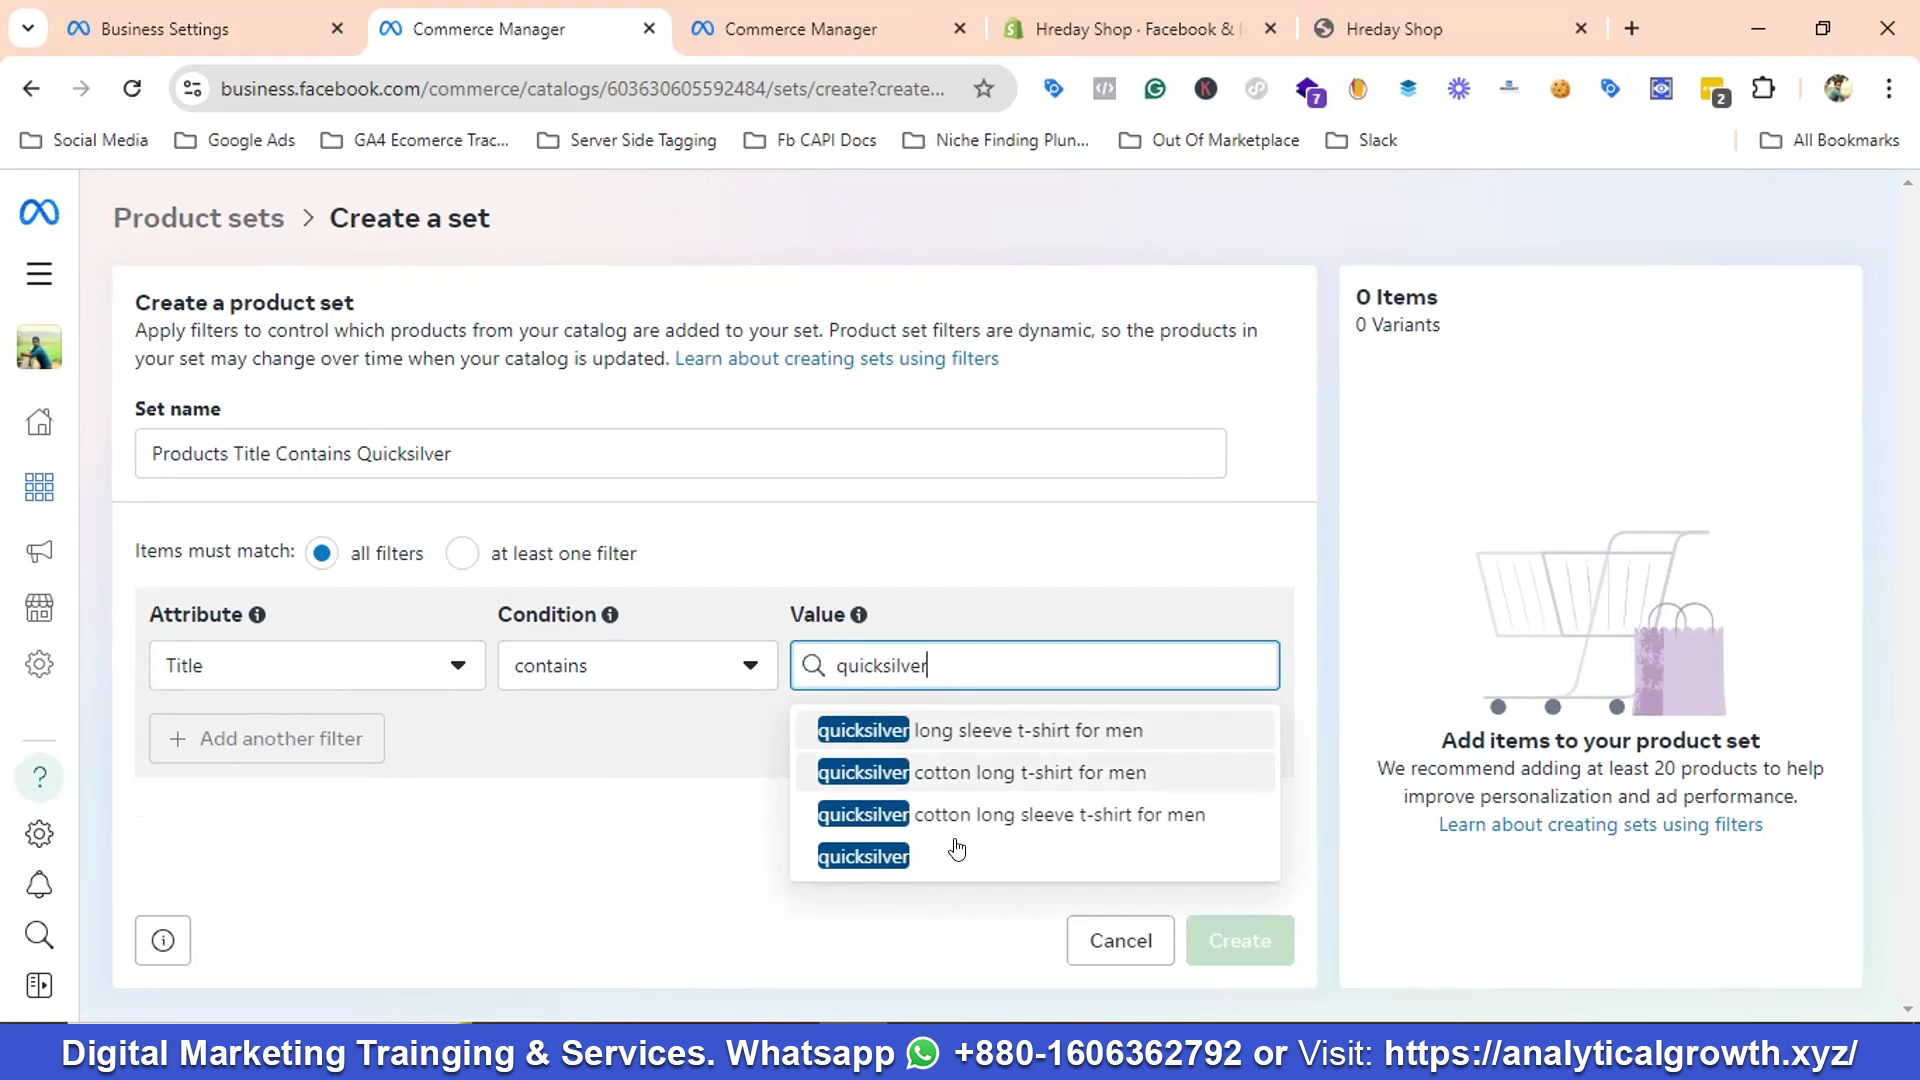 Business Settings
Commerce Manager
Commerce Manager
Hreday Shop · Facebook & I
Hreday Shop
business.facebook.com/commerce/catalogs/603630605592484/sets/create?create...
7
2
Social Media
Google Ads
GA4 Ecomerce Trac...
Server Side Tagging
Fb CAPI Docs
Niche Finding Plun...
Out Of Marketplace
Slack
All Bookmarks
Product sets > Create a set
Create a product set
Apply filters to control which products from your catalog are added to your set. Product set filters are dynamic, so the products in
your set may change over time when your catalog is updated. Learn about creating sets using filters
Set name
Products Title Contains Quicksilver
Items must match: all filters at least one filter
Attribute Condition Value
Title contains quicksilver
+ Add another filter
quicksilver long sleeve t-shirt for men
quicksilver cotton long t-shirt for men
quicksilver cotton long sleeve t-shirt for men
quicksilver
Cancel Create
0 Items
0 Variants
Add items to your product set
We recommend adding at least 20 products to help
improve personalization and ad performance.
Learn about creating sets using filters
Digital Marketing Trainging & Services. Whatsapp +880-1606362792 or Visit: https://analyticalgrowth.xyz/